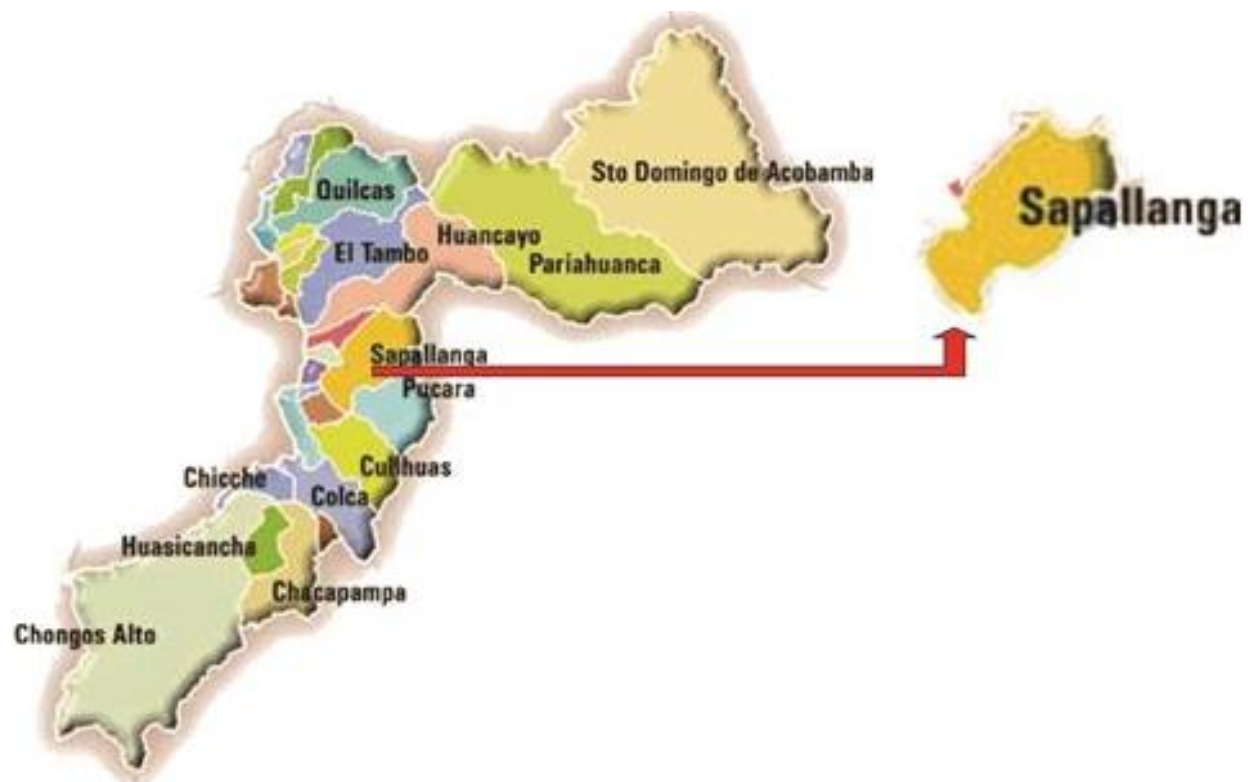 Sto Domingo de Acobamba
Quilcas
Huancayo
El Tambo
Pariahuanca
Sapallanga
Pucara
Cullhuas
Chicche
Colca
Huasicancha
Chacapampa
Chongos Alto
Sapallanga